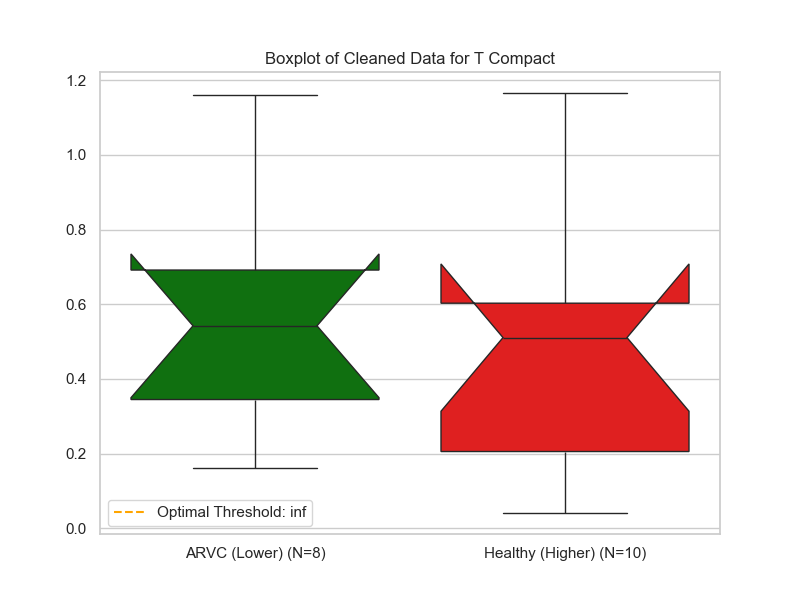 Boxplot of Cleaned Data for T Compact
1.2
1.0
0.8
0.6
0.4
0.2
0.0
Optimal Threshold: inf
ARVC (Lower) (N=8)
Healthy (Higher) (N=10)